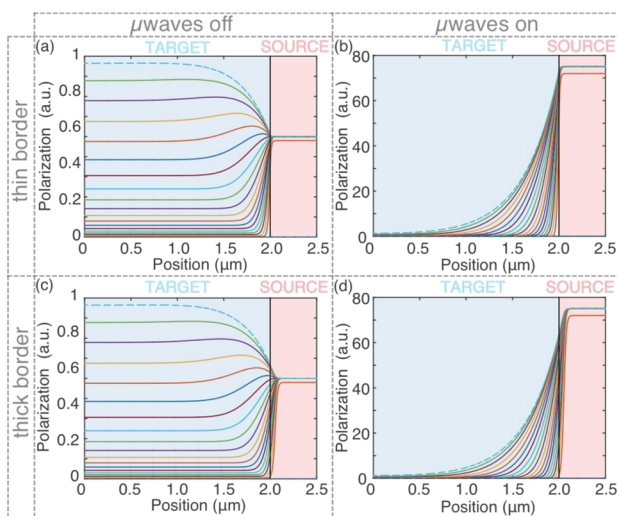 μwaves off
μwaves on
thin border
thick border
(a)
TARGET
SOURCE
1
0.8
0.6
0.4
0.2
0
Polarization (a.u.)
0
0.5
1.0
1.5
2.0
2.5
Position (μm)
(b)
TARGET
SOURCE
80
60
40
20
0
Polarization (a.u.)
0
0.5
1.0
1.5
2.0
2.5
Position (μm)
(c)
TARGET
SOURCE
1
0.8
0.6
0.4
0.2
0
Polarization (a.u.)
0
0.5
1.0
1.5
2.0
2.5
Position (μm)
(d)
TARGET
SOURCE
80
60
40
20
0
Polarization (a.u.)
0
0.5
1.0
1.5
2.0
2.5
Position (μm)